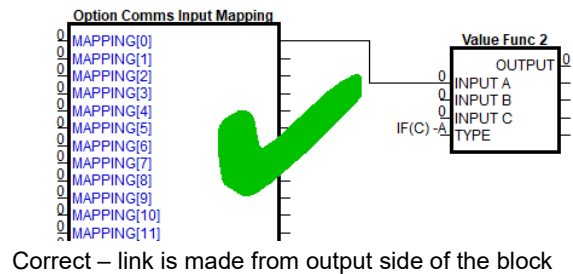 Option Comms Input Mapping
0 MAPPING[0]
0 MAPPING[1]
0 MAPPING[2]
0 MAPPING[3]
0 MAPPING[4]
0 MAPPING[5]
0 MAPPING[6]
0 MAPPING[7]
0 MAPPING[8]
0 MAPPING[9]
0 MAPPING[10]
0 MAPPING[11]
Value Func 2
OUTPUT 0
0 INPUT A
0 INPUT B
0 INPUT C
IF(C) -A TYPE
Correct – link is made from output side of the block